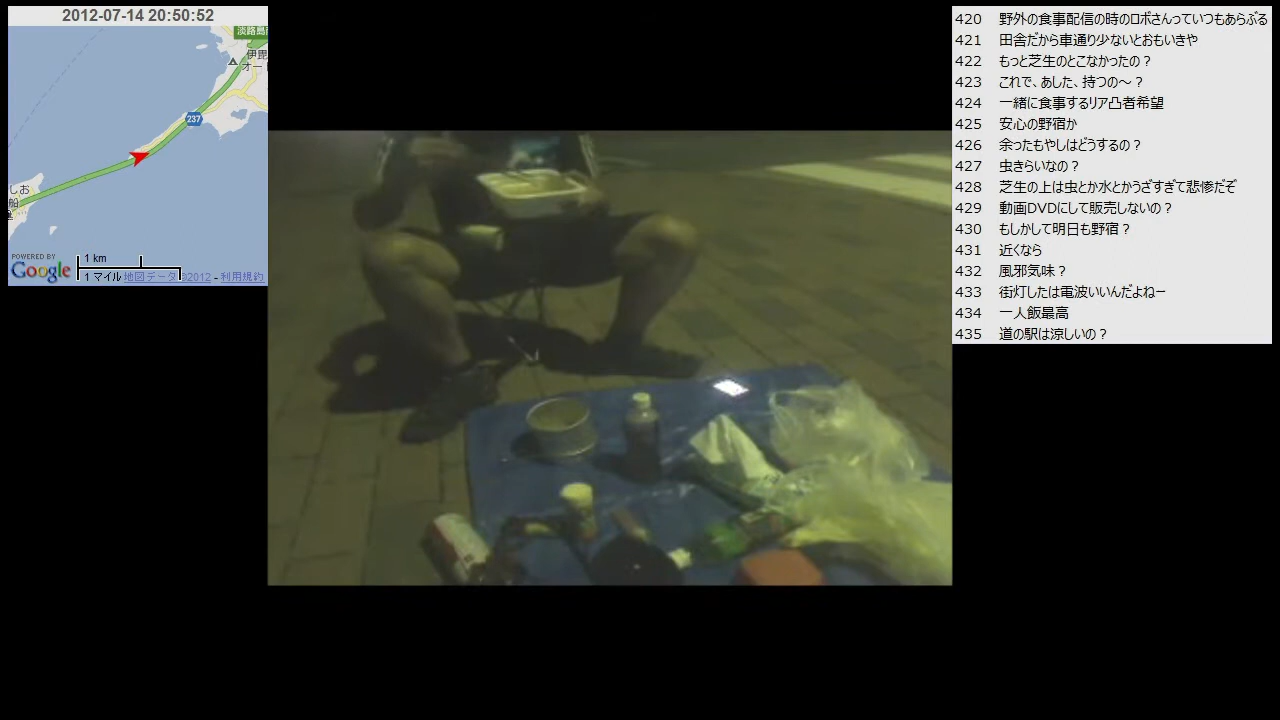 2012-07-14 20:50:52
淡路島
伊毘
オー
237
しお
船
POWERED BY
Google
1 km
1 マイル 地図データ ©2012 - 利用規約
420 野外の食事配信の時のロポさんっていつもあらぶる
421 田舎だから車通り少ないとおもいきや
422 もっと芝生のとこなかったの？
423 これで、あした、持つの～？
424 一緒に食事するリア凸者希望
425 安心の野宿か
426 余ったもやしはどうするの？
427 虫きらいなの？
428 芝生の上は虫とか水とかうざすぎて悲惨だぞ
429 動画DVDにして販売しないの？
430 もしかして明日も野宿？
431 近くなら
432 風邪気味？
433 街灯したは電波いいんだよねー
434 一人飯最高
435 道の駅は涼しいの？